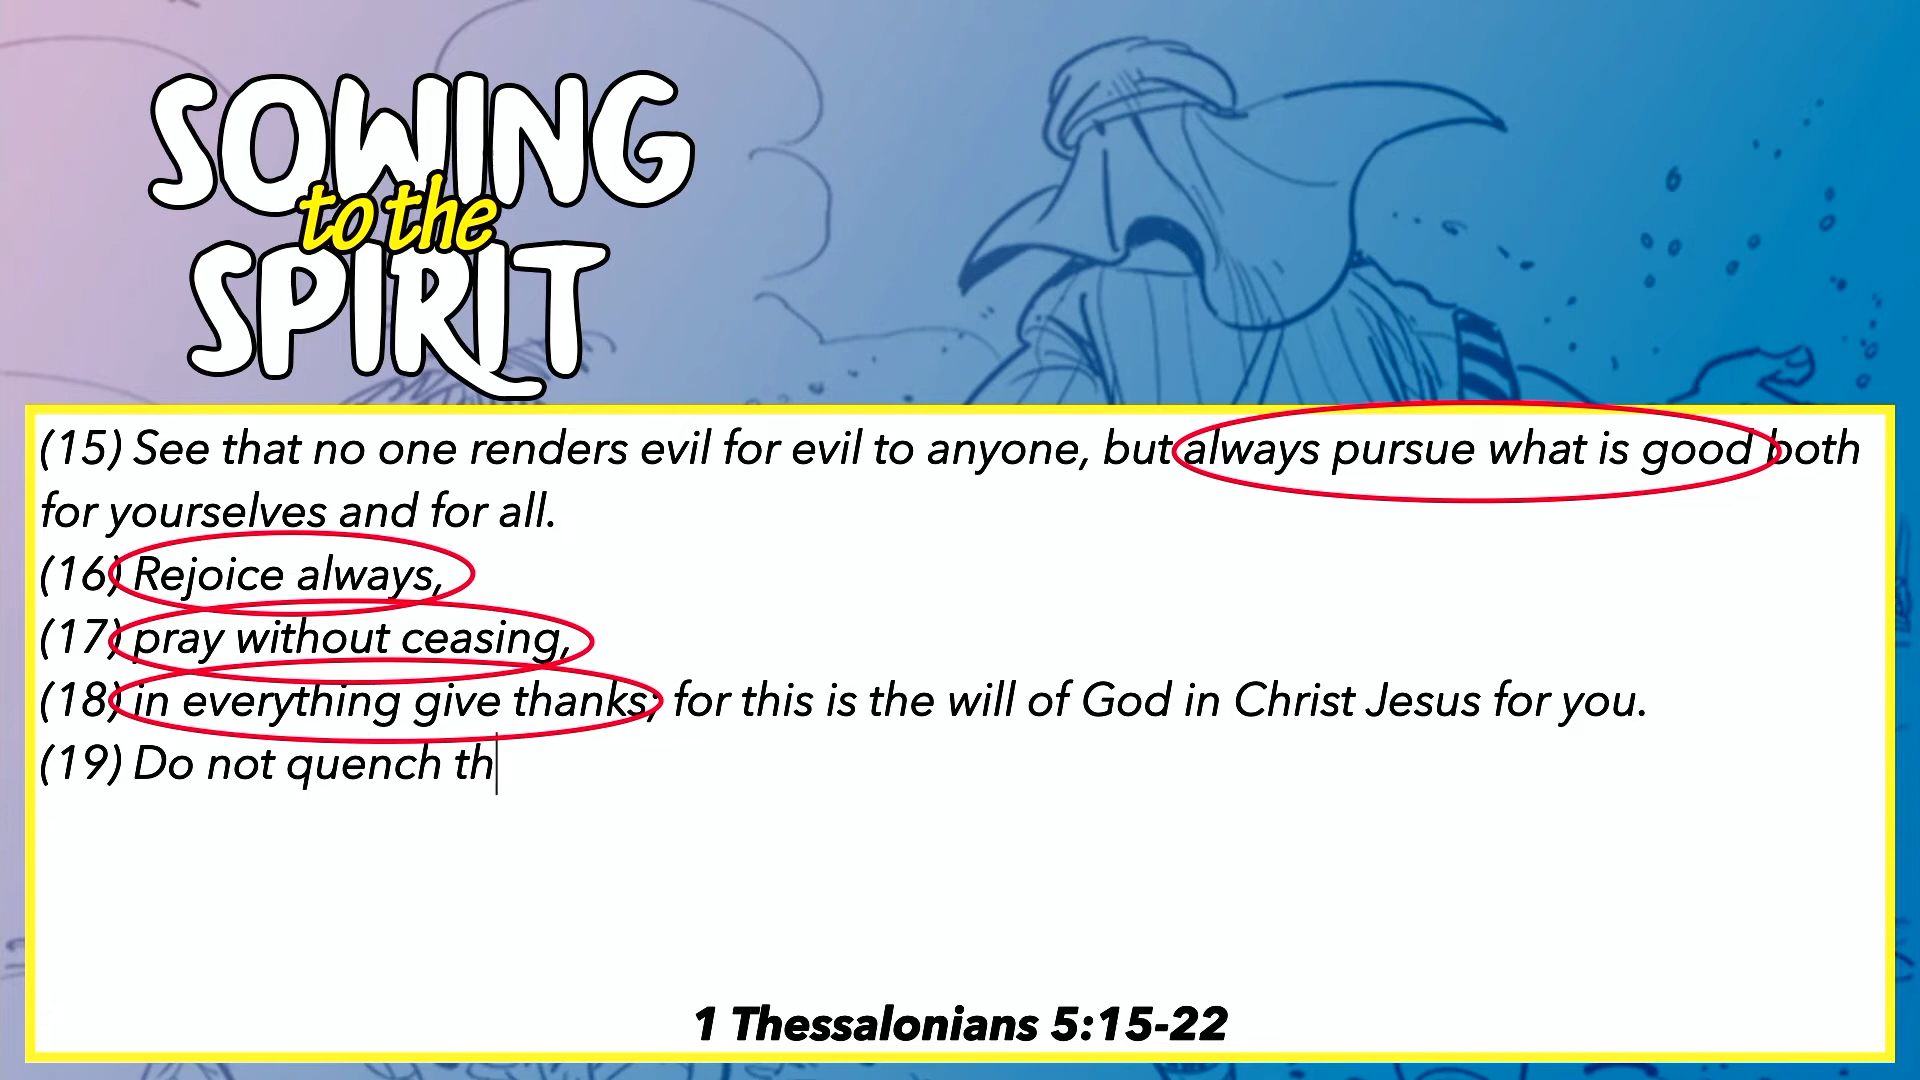 SOWING
to the
SPIRIT
(15) See that no one renders evil for evil to anyone, but always pursue what is good both
for yourselves and for all.
(16) Rejoice always,
(17) pray without ceasing,
(18) in everything give thanks; for this is the will of God in Christ Jesus for you.
(19) Do not quench th
1 Thessalonians 5:15-22